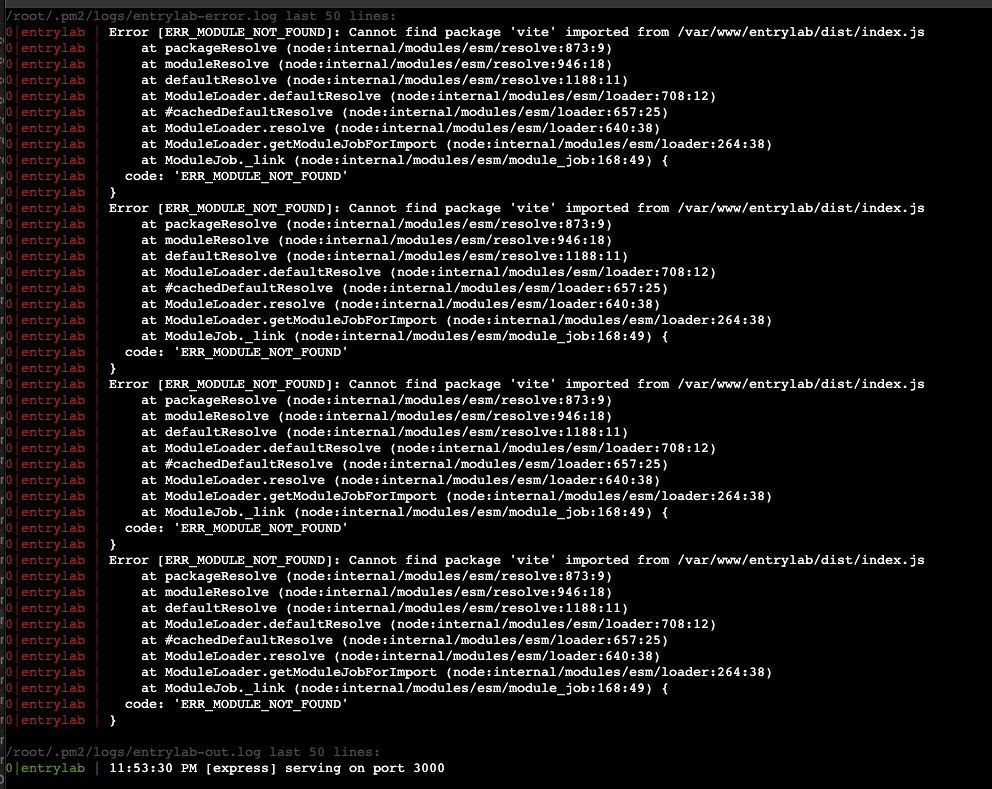 /root/.pm2/logs/entrylab-error.log last 50 lines:
0|entrylab | Error [ERR_MODULE_NOT_FOUND]: Cannot find package 'vite' imported from /var/www/entrylab/dist/index.js
0|entrylab |     at packageResolve (node:internal/modules/esm/resolve:873:9)
0|entrylab |     at moduleResolve (node:internal/modules/esm/resolve:946:18)
0|entrylab |     at defaultResolve (node:internal/modules/esm/resolve:1188:11)
0|entrylab |     at ModuleLoader.defaultResolve (node:internal/modules/esm/loader:708:12)
0|entrylab |     at #cachedDefaultResolve (node:internal/modules/esm/loader:657:25)
0|entrylab |     at ModuleLoader.resolve (node:internal/modules/esm/loader:640:38)
0|entrylab |     at ModuleLoader.getModuleJobForImport (node:internal/modules/esm/loader:264:38)
0|entrylab |     at ModuleJob._link (node:internal/modules/esm/module_job:168:49) {
0|entrylab |   code: 'ERR_MODULE_NOT_FOUND'
0|entrylab | }
0|entrylab | Error [ERR_MODULE_NOT_FOUND]: Cannot find package 'vite' imported from /var/www/entrylab/dist/index.js
0|entrylab |     at packageResolve (node:internal/modules/esm/resolve:873:9)
0|entrylab |     at moduleResolve (node:internal/modules/esm/resolve:946:18)
0|entrylab |     at defaultResolve (node:internal/modules/esm/resolve:1188:11)
0|entrylab |     at ModuleLoader.defaultResolve (node:internal/modules/esm/loader:708:12)
0|entrylab |     at #cachedDefaultResolve (node:internal/modules/esm/loader:657:25)
0|entrylab |     at ModuleLoader.resolve (node:internal/modules/esm/loader:640:38)
0|entrylab |     at ModuleLoader.getModuleJobForImport (node:internal/modules/esm/loader:264:38)
0|entrylab |     at ModuleJob._link (node:internal/modules/esm/module_job:168:49) {
0|entrylab |   code: 'ERR_MODULE_NOT_FOUND'
0|entrylab | }
0|entrylab | Error [ERR_MODULE_NOT_FOUND]: Cannot find package 'vite' imported from /var/www/entrylab/dist/index.js
0|entrylab |     at packageResolve (node:internal/modules/esm/resolve:873:9)
0|entrylab |     at moduleResolve (node:internal/modules/esm/resolve:946:18)
0|entrylab |     at defaultResolve (node:internal/modules/esm/resolve:1188:11)
0|entrylab |     at ModuleLoader.defaultResolve (node:internal/modules/esm/loader:708:12)
0|entrylab |     at #cachedDefaultResolve (node:internal/modules/esm/loader:657:25)
0|entrylab |     at ModuleLoader.resolve (node:internal/modules/esm/loader:640:38)
0|entrylab |     at ModuleLoader.getModuleJobForImport (node:internal/modules/esm/loader:264:38)
0|entrylab |     at ModuleJob._link (node:internal/modules/esm/module_job:168:49) {
0|entrylab |   code: 'ERR_MODULE_NOT_FOUND'
0|entrylab | }
0|entrylab | Error [ERR_MODULE_NOT_FOUND]: Cannot find package 'vite' imported from /var/www/entrylab/dist/index.js
0|entrylab |     at packageResolve (node:internal/modules/esm/resolve:873:9)
0|entrylab |     at moduleResolve (node:internal/modules/esm/resolve:946:18)
0|entrylab |     at defaultResolve (node:internal/modules/esm/resolve:1188:11)
0|entrylab |     at ModuleLoader.defaultResolve (node:internal/modules/esm/loader:708:12)
0|entrylab |     at #cachedDefaultResolve (node:internal/modules/esm/loader:657:25)
0|entrylab |     at ModuleLoader.resolve (node:internal/modules/esm/loader:640:38)
0|entrylab |     at ModuleLoader.getModuleJobForImport (node:internal/modules/esm/loader:264:38)
0|entrylab |     at ModuleJob._link (node:internal/modules/esm/module_job:168:49) {
0|entrylab |   code: 'ERR_MODULE_NOT_FOUND'
0|entrylab | }
/root/.pm2/logs/entrylab-out.log last 50 lines:
0|entrylab | 11:53:30 PM [express] serving on port 3000